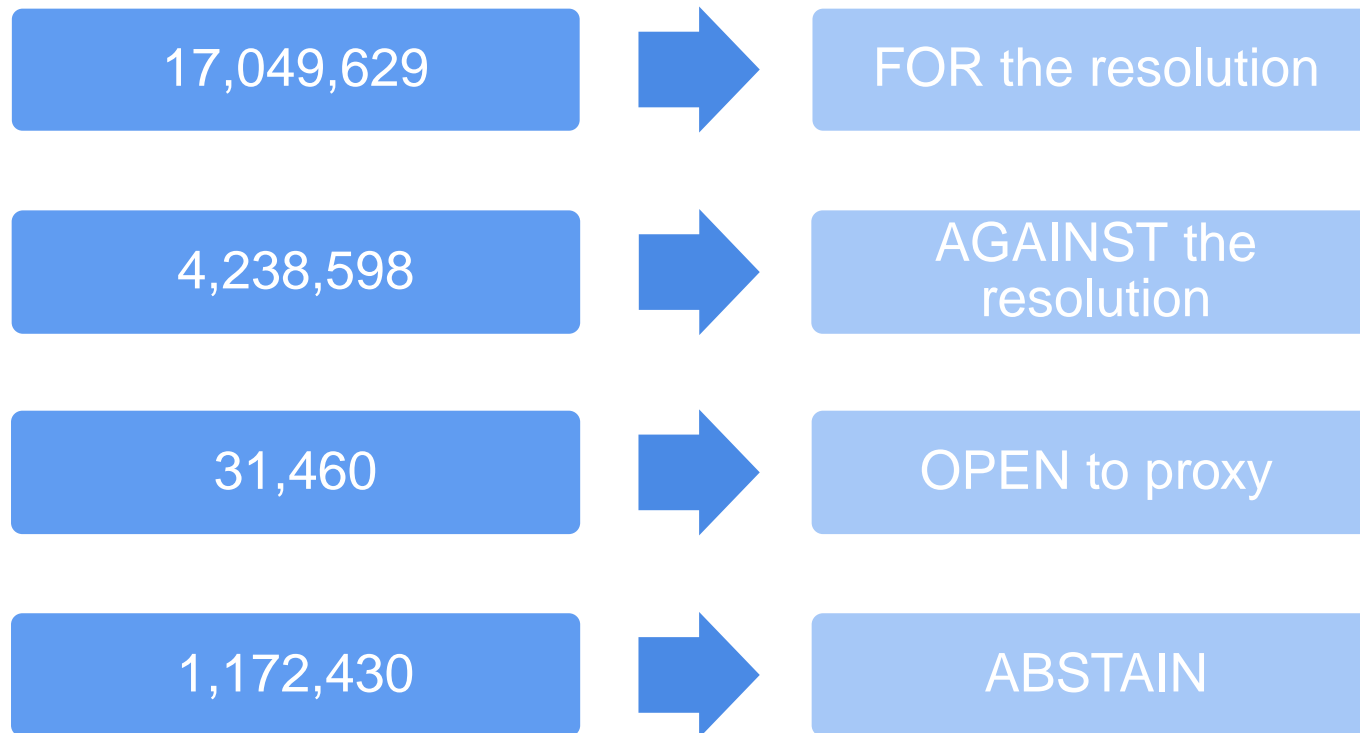 17,049,629
FOR the resolution
4,238,598
AGAINST the
resolution
31,460
OPEN to proxy
1,172,430
ABSTAIN